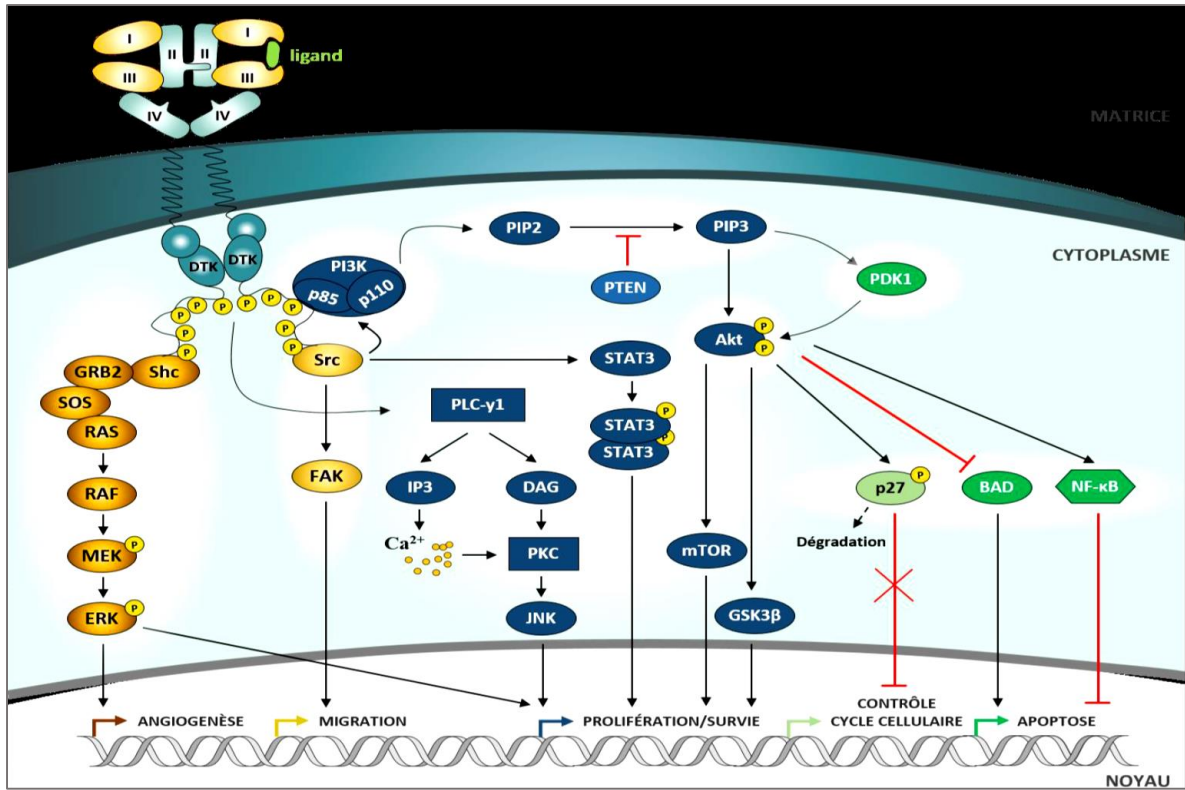 I
I
II
II
ligand
III
III
IV
IV
MATRICE
PIP2
PIP3
CYTOPLASME
DTK
DTK
PI3K
p85
p110
PTEN
PDK1
P
P
P
P
P
P
P
P
P
P
P
Akt
P
P
GRB2
Shc
Src
STAT3
SOS
PLC-y1
RAS
STAT3
P
STAT3
P
RAF
FAK
IP3
DAG
p27
P
BAD
NF-κB
Ca²⁺
Dégradation
MEK
P
PKC
mTOR
ERK
P
JNK
GSK3β
ANGIOGENÈSE
MIGRATION
PROLIFÉRATION/SURVIE
CONTRÔLE
CYCLE CELLULAIRE
APOPTOSE
NOYAU